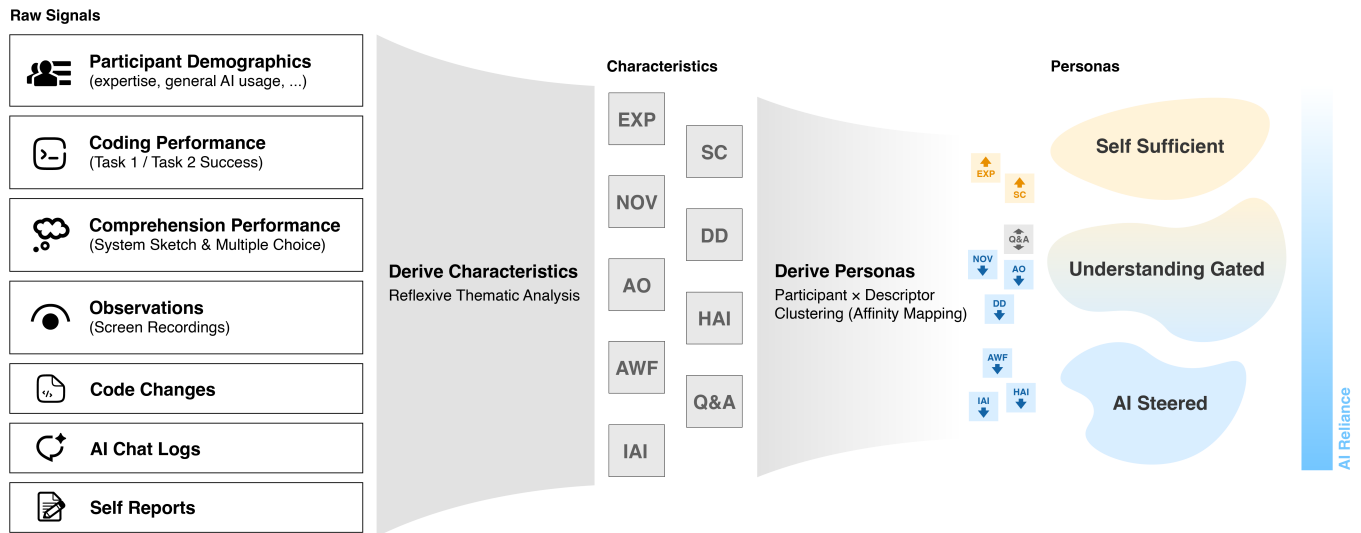 Raw Signals
Participant Demographics
(expertise, general AI usage, ...)
Coding Performance
(Task 1 / Task 2 Success)
Comprehension Performance
(System Sketch & Multiple Choice)
Observations
(Screen Recordings)
Code Changes
AI Chat Logs
Self Reports
Derive Characteristics
Reflexive Thematic Analysis
Characteristics
EXP
SC
NOV
DD
AO
HAI
AWF
Q&A
IAI
Derive Personas
Participant × Descriptor
Clustering (Affinity Mapping)
EXP
SC
Q&A
NOV
AO
DD
AWF
HAI
IAI
Personas
Self Sufficient
Understanding Gated
AI Steered
AI Reliance